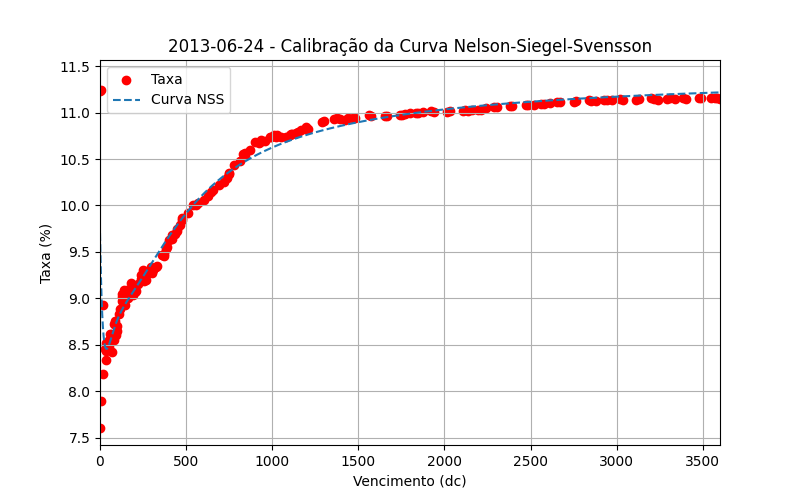 2013-06-24 - Calibração da Curva Nelson-Siegel-Svensson
Taxa
Curva NSS
Taxa (%)
11.5
11.0
10.5
10.0
9.5
9.0
8.5
8.0
7.5
0 500 1000 1500 2000 2500 3000 3500
Vencimento (dc)